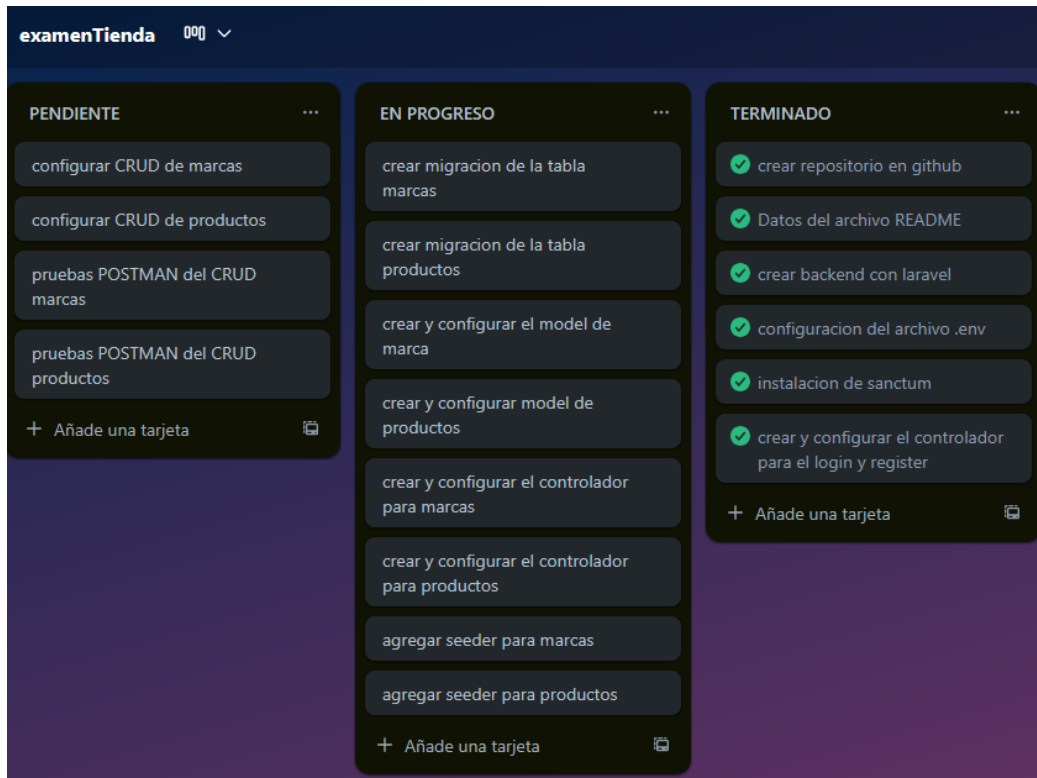 examenTienda
PENDIENTE
configurar CRUD de marcas
configurar CRUD de productos
pruebas POSTMAN del CRUD
marcas
pruebas POSTMAN del CRUD
productos
Añade una tarjeta
EN PROGRESO
crear migracion de la tabla
marcas
crear migracion de la tabla
productos
crear y configurar el model de
marca
crear y configurar model de
productos
crear y configurar el controlador
para marcas
crear y configurar el controlador
para productos
agregar seeder para marcas
agregar seeder para productos
Añade una tarjeta
TERMINADO
crear repositorio en github
Datos del archivo README
crear backend con laravel
configuracion del archivo .env
instalacion de sanctum
crear y configurar el controlador
para el login y register
Añade una tarjeta